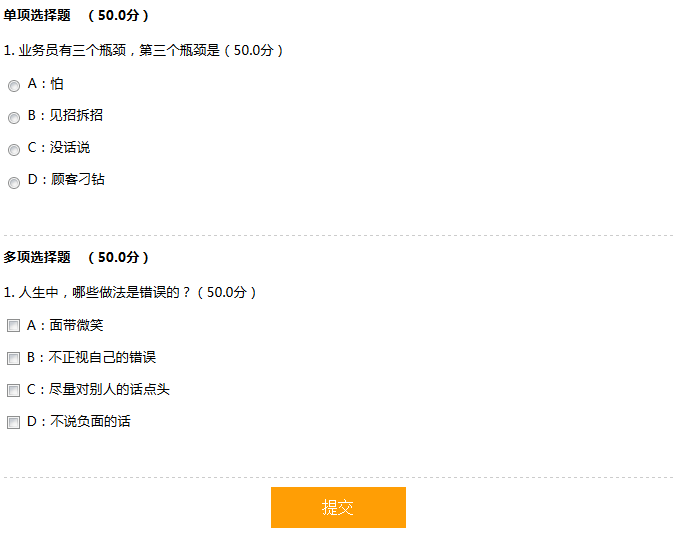 单项选择题 （50.0分）
1. 业务员有三个瓶颈，第三个瓶颈是（50.0分）
A：怕
B：见招拆招
C：没话说
D：顾客刁钻
多项选择题 （50.0分）
1. 人生中，哪些做法是错误的？（50.0分）
A：面带微笑
B：不正视自己的错误
C：尽量对别人的话点头
D：不说负面的话
提交